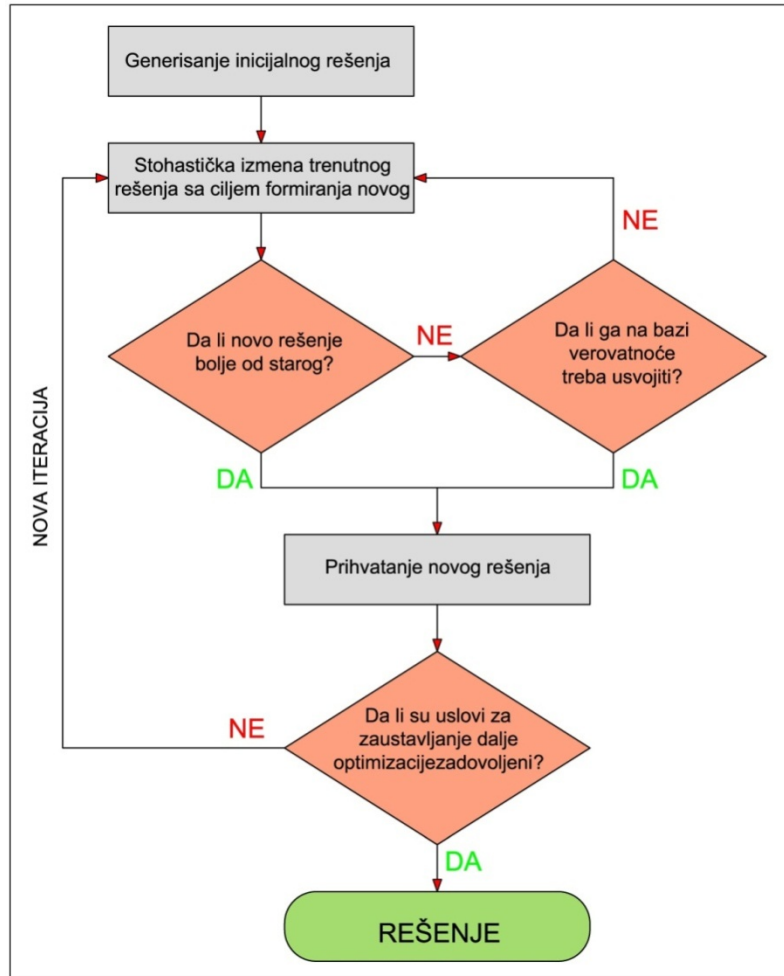 Generisanje inicijalnog rešenja
Stohastička izmena trenutnog
rešenja sa ciljem formiranja novog
NE
Da li novo rešenje
bolje od starog?
NE
Da li ga na bazi
verovatnoće
treba usvojiti?
DA
DA
NOVA ITERACIJA
Prihvatanje novog rešenja
NE
Da li su uslovi za
zaustavljanje dalje
optimizacijezadovoljeni?
DA
REŠENJE